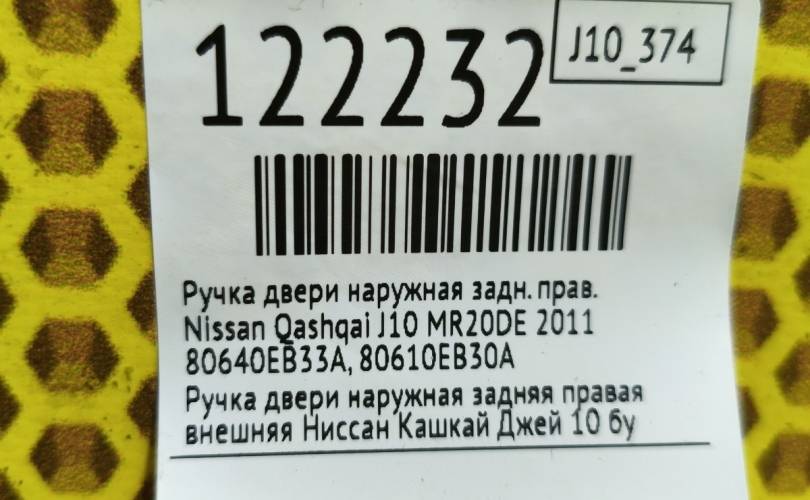 122232
J10_374
Ручка двери наружная задн. прав.
Nissan Qashqai J10 MR20DE 2011
80640EB33A, 80610EB30A
Ручка двери наружная задняя правая
внешняя Ниссан Кашкай Джей 10 бу